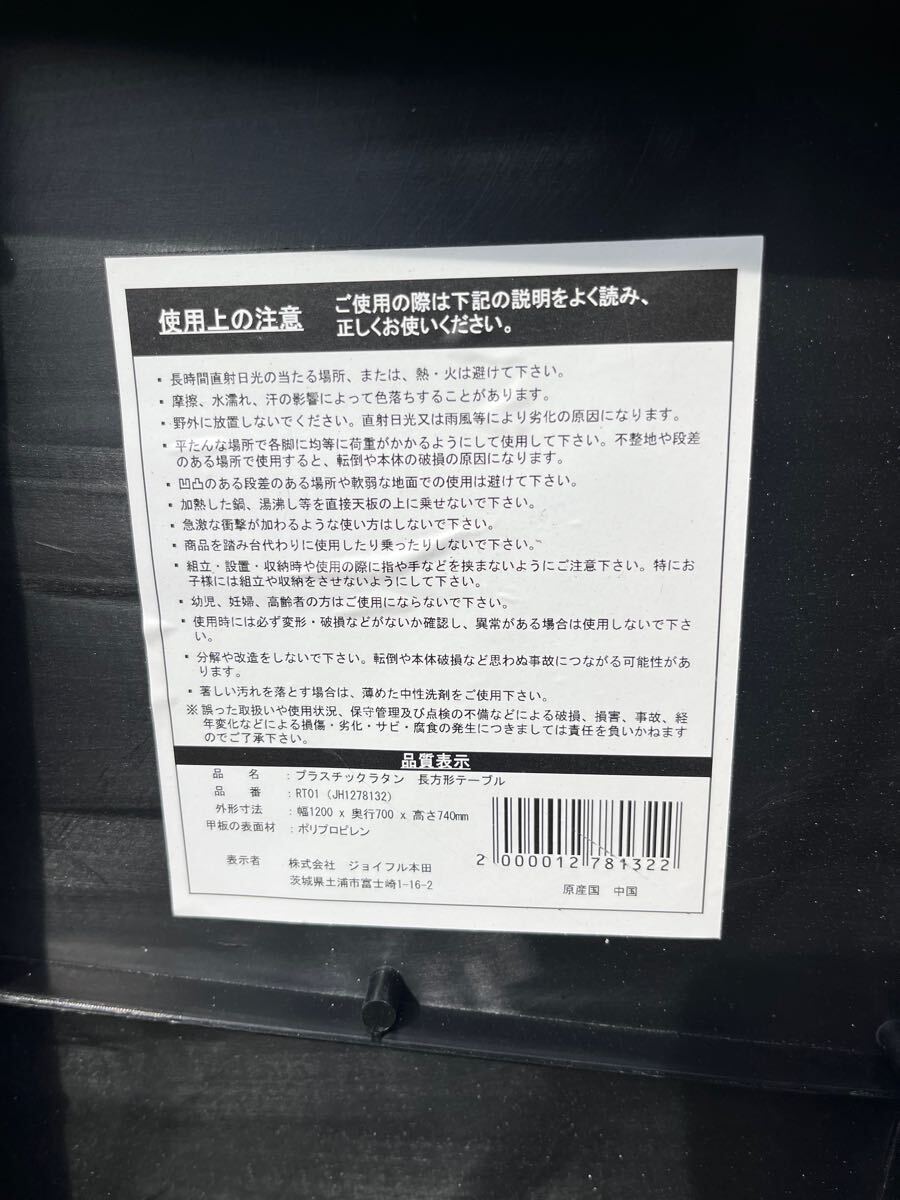 使用上の注意
ご使用の際は下記の説明をよく読み、
正しくお使いください。
▪ 長時間直射日光の当たる場所、または、熱・火は避けて下さい。
▪ 摩擦、水濡れ、汗の影響によって色落ちすることがあります。
▪ 野外に放置しないでください。直射日光又は雨風等により劣化の原因になります。
▪ 平たんな場所で各脚に均等に荷重がかかるようにして使用して下さい。不整地や段差
のある場所で使用すると、転倒や本体の破損の原因になります。
▪ 凹凸のある段差のある場所や軟弱な地面での使用は避けて下さい。
▪ 加熱した鍋、湯沸し等を直接天板の上に乗せないで下さい。
▪ 急激な衝撃が加わるような使い方はしないで下さい。
▪ 商品を踏み台代わりに使用したり乗ったりしないで下さい。
▪ 組立・設置・収納時や使用の際に指や手などを挟まないようにご注意下さい。特にお
子様には組立や収納をさせないようにして下さい。
▪ 幼児、妊婦、高齢者の方はご使用にならないで下さい。
▪ 使用時には必ず変形・破損などがないか確認し、異常がある場合は使用しないで下さ
い。
▪ 分解や改造をしないで下さい。転倒や本体破損など思わぬ事故につながる可能性があ
ります。
▪ 著しい汚れを落とす場合は、薄めた中性洗剤をご使用下さい。
※ 誤った取扱いや使用状況、保守管理及び点検の不備などによる破損、損害、事故、経
年変化などによる損傷・劣化・サビ・腐食の発生につきましては責任を負いかねます
のでご了承下さい。
品質表示
品 名 : プラスチックラタン 長方形テーブル
品 番 : RT01 (JH1278132)
外形寸法 : 幅1200 x 奥行700 x 高さ740mm
甲板の表面材 : ポリプロピレン
表示者 株式会社 ジョイフル本田
茨城県土浦市富士崎1-16-2
2 000012 781322
原産国 中国